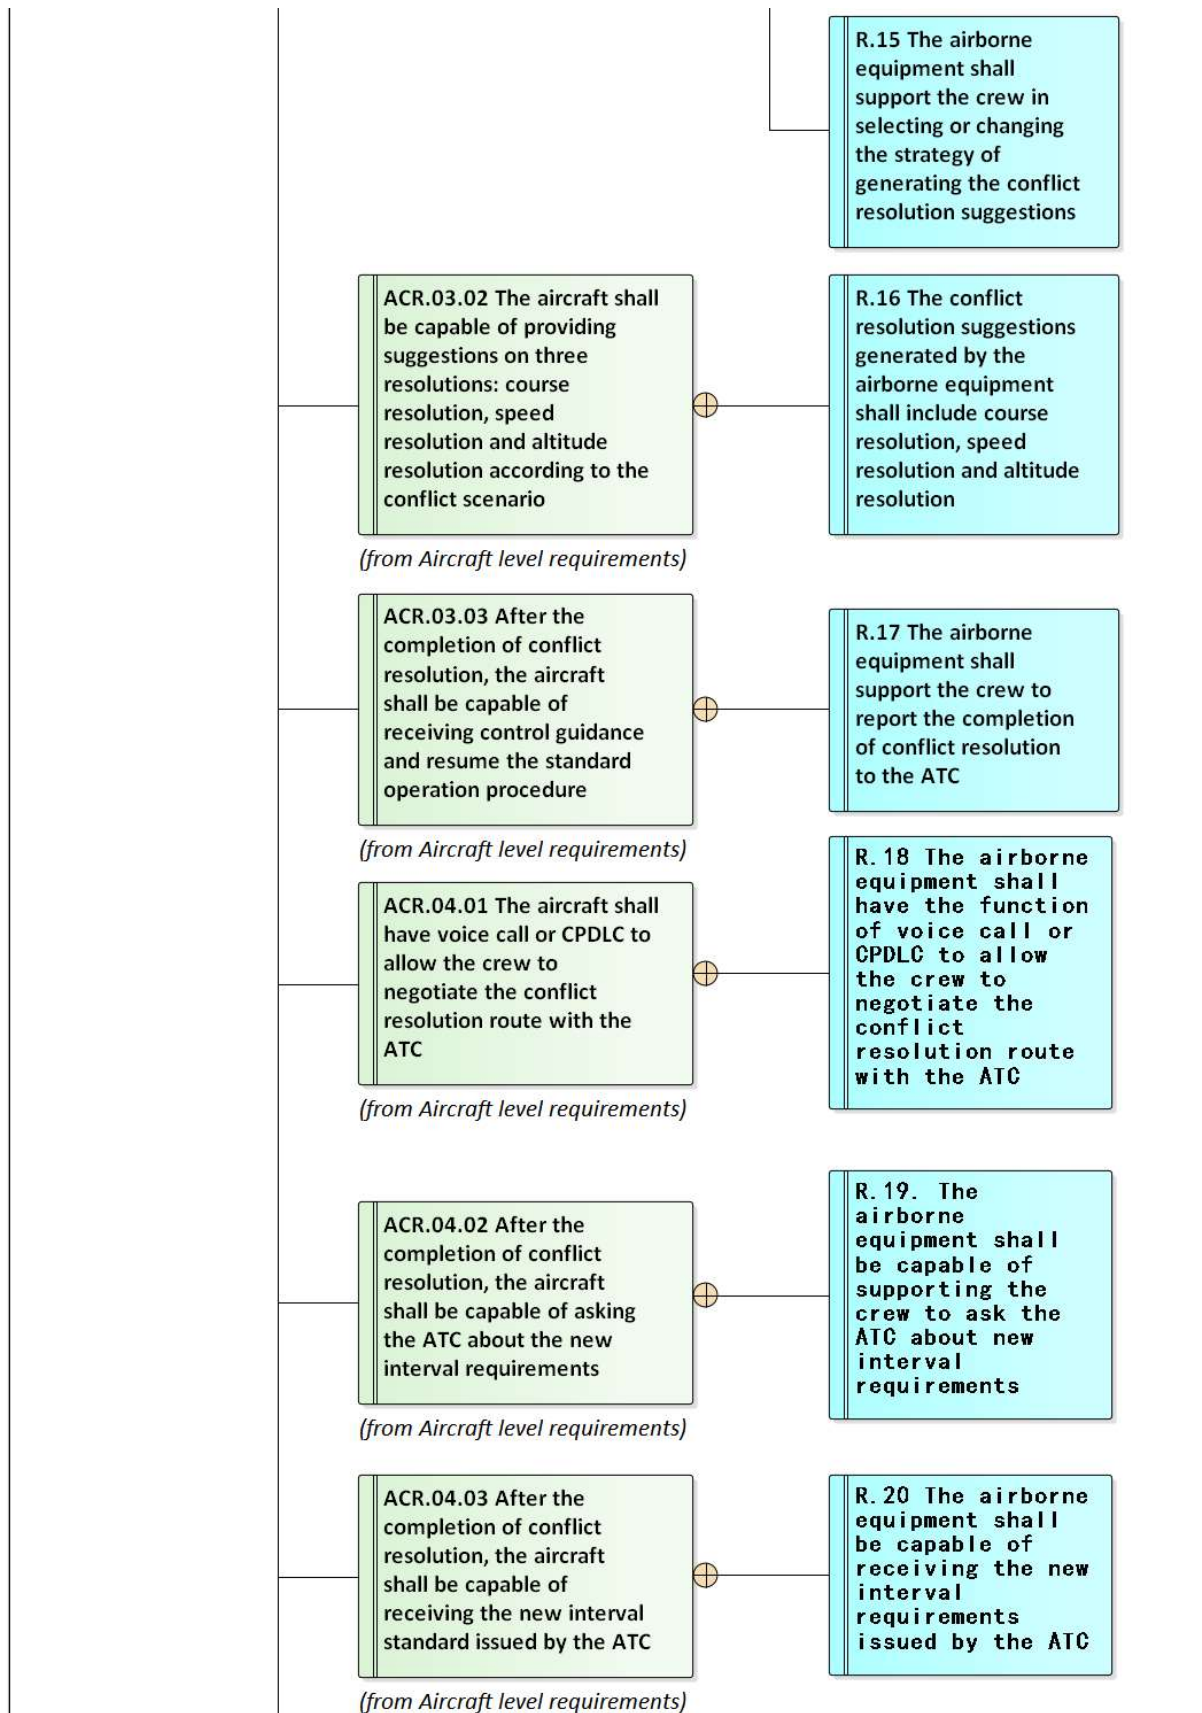 R.15 The airborne
equipment shall
support the crew in
selecting or changing
the strategy of
generating the conflict
resolution suggestions
ACR.03.02 The aircraft shall
be capable of providing
suggestions on three
resolutions: course
resolution, speed
resolution and altitude
resolution according to the
conflict scenario
(from Aircraft level requirements)
R.16 The conflict
resolution suggestions
generated by the
airborne equipment
shall include course
resolution, speed
resolution and altitude
resolution
ACR.03.03 After the
completion of conflict
resolution, the aircraft
shall be capable of
receiving control guidance
and resume the standard
operation procedure
(from Aircraft level requirements)
R.17 The airborne
equipment shall
support the crew to
report the completion
of conflict resolution
to the ATC
ACR.04.01 The aircraft shall
have voice call or CPDLC to
allow the crew to
negotiate the conflict
resolution route with the
ATC
(from Aircraft level requirements)
R.18 The airborne
equipment shall
have the function
of voice call or
CPDLC to allow
the crew to
negotiate the
conflict
resolution route
with the ATC
ACR.04.02 After the
completion of conflict
resolution, the aircraft
shall be capable of asking
the ATC about the new
interval requirements
(from Aircraft level requirements)
R.19. The
airborne
equipment shall
be capable of
supporting the
crew to ask the
ATC about new
interval
requirements
ACR.04.03 After the
completion of conflict
resolution, the aircraft
shall be capable of
receiving the new interval
standard issued by the ATC
(from Aircraft level requirements)
R.20 The airborne
equipment shall
be capable of
receiving the new
interval
requirements
issued by the ATC